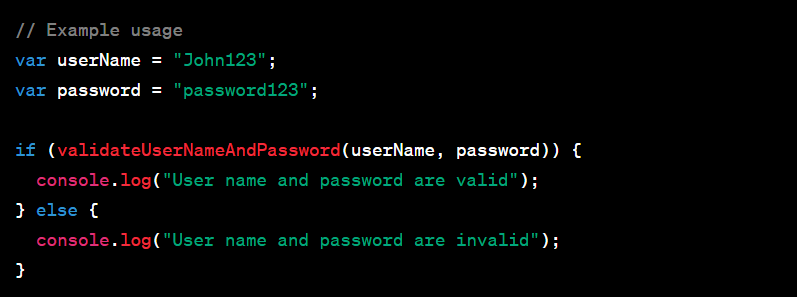 // Example usage
var userName = "John123";
var password = "password123";
if (validateUserNameAndPassword(userName, password)) {
  console.log("User name and password are valid");
} else {
  console.log("User name and password are invalid");
}